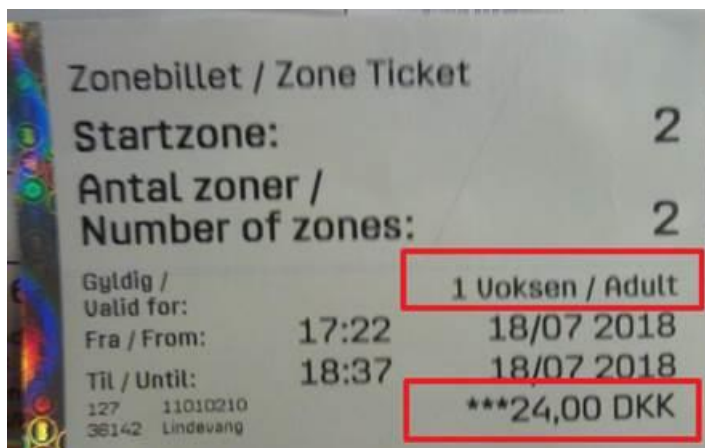 Zonebillet / Zone Ticket
Startzone: 2
Antal zoner /
Number of zones: 2
Gyldig /
Valid for: 1 Voksen / Adult
Fra / From: 17:22 18/07 2018
Til / Until: 18:37 18/07 2018
127 11010210 ***24,00 DKK
36142 Lindevang